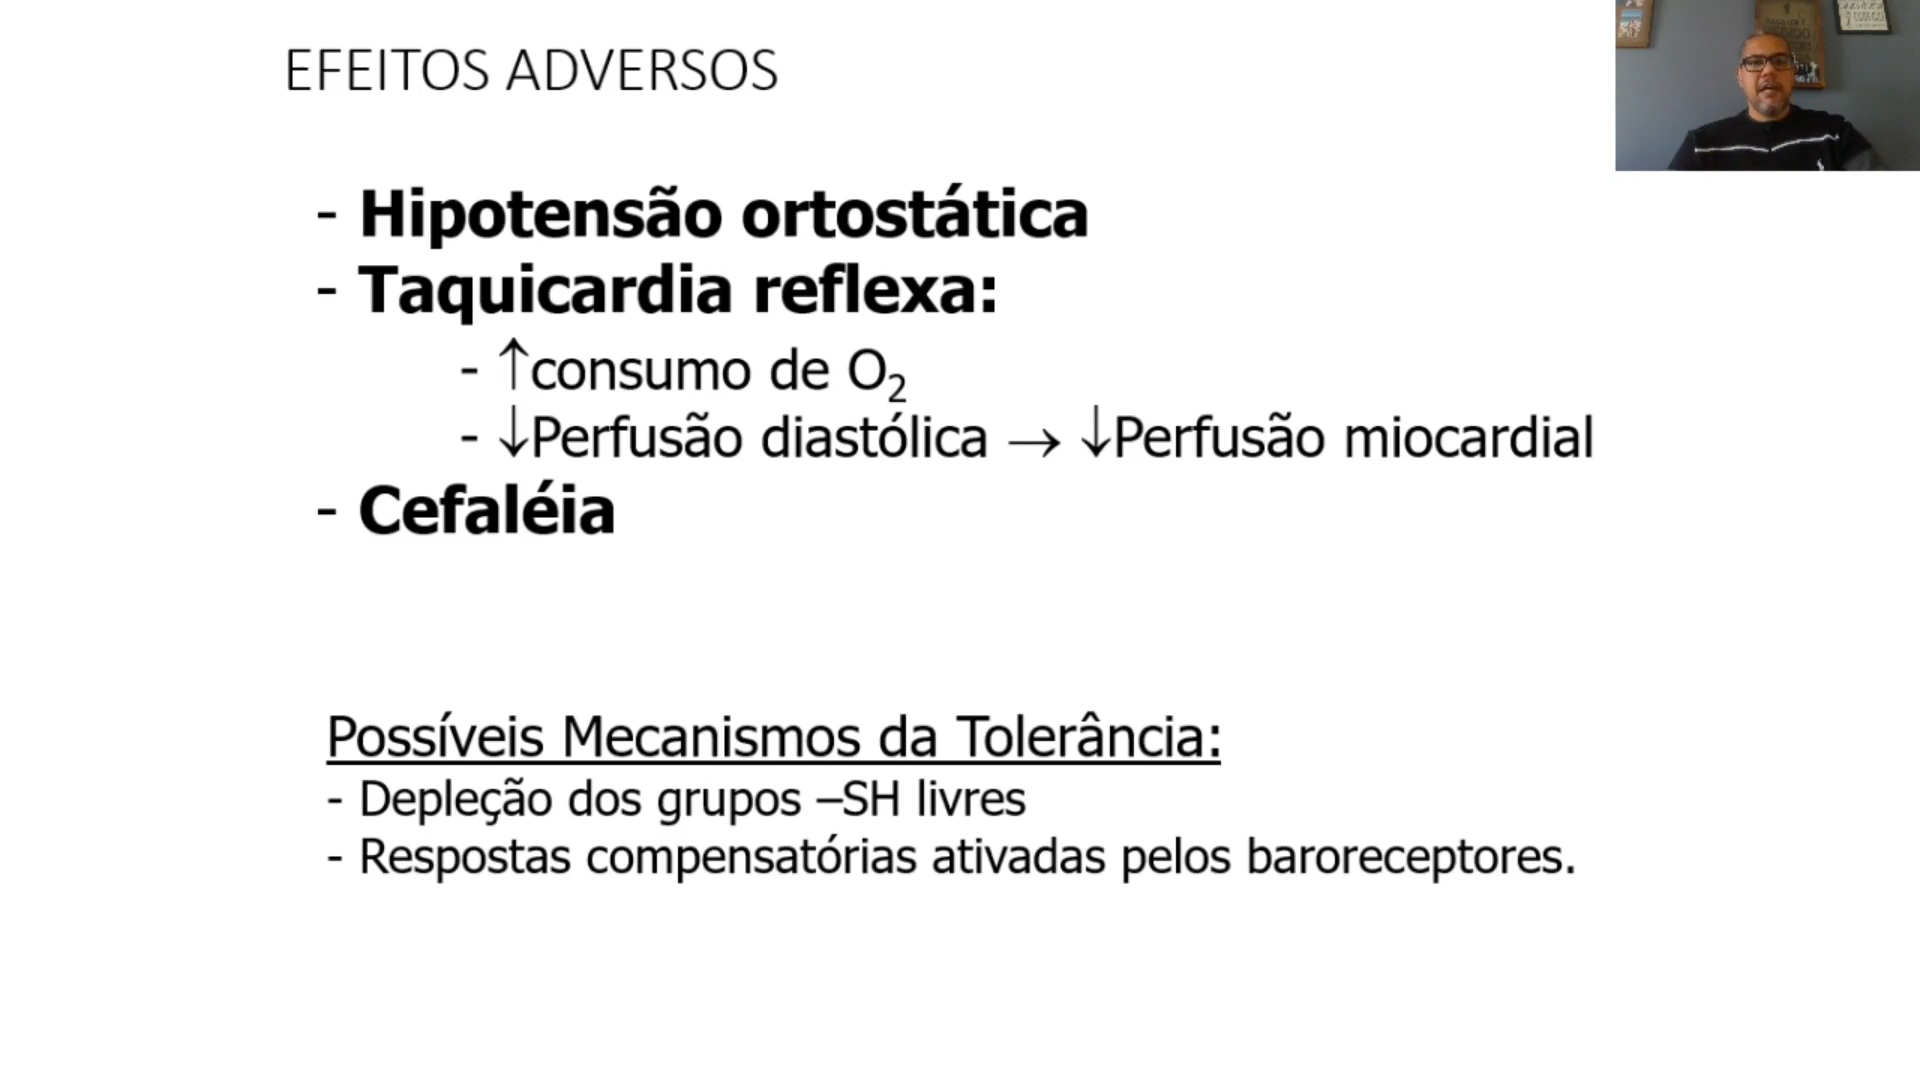 EFEITOS ADVERSOS
- Hipotensão ortostática
- Taquicardia reflexa:
- ↑consumo de O₂
- ↓Perfusão diastólica → ↓Perfusão miocardial
- Cefaléia
Possíveis Mecanismos da Tolerância:
- Depleção dos grupos –SH livres
- Respostas compensatórias ativadas pelos baroreceptores.